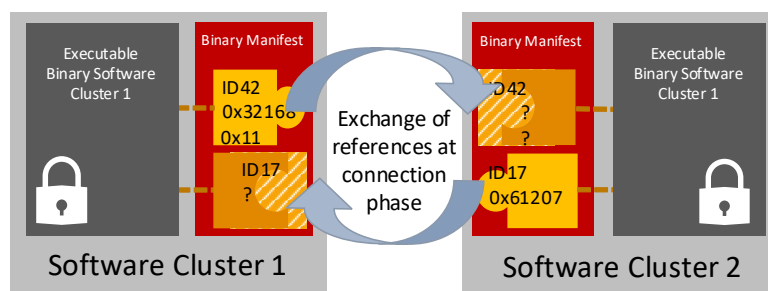 Executable
Binary Software
Cluster 1
Binary Manifest
ID42
0x32168
0x11
ID17
?
Software Cluster 1
Exchange of
references at
connection
phase
Binary Manifest
ID42
?
?
ID17
0x61207
Executable
Binary Software
Cluster 1
Software Cluster 2